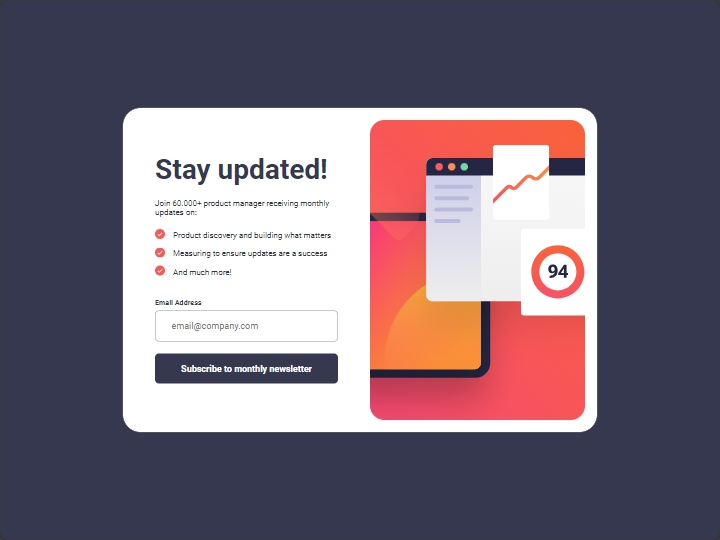 Stay updated!
Join 60.000+ product manager receiving monthly
updates on:
Product discovery and building what matters
Measuring to ensure updates are a success
And much more!
Email Address
email@company.com
Subscribe to monthly newsletter
94